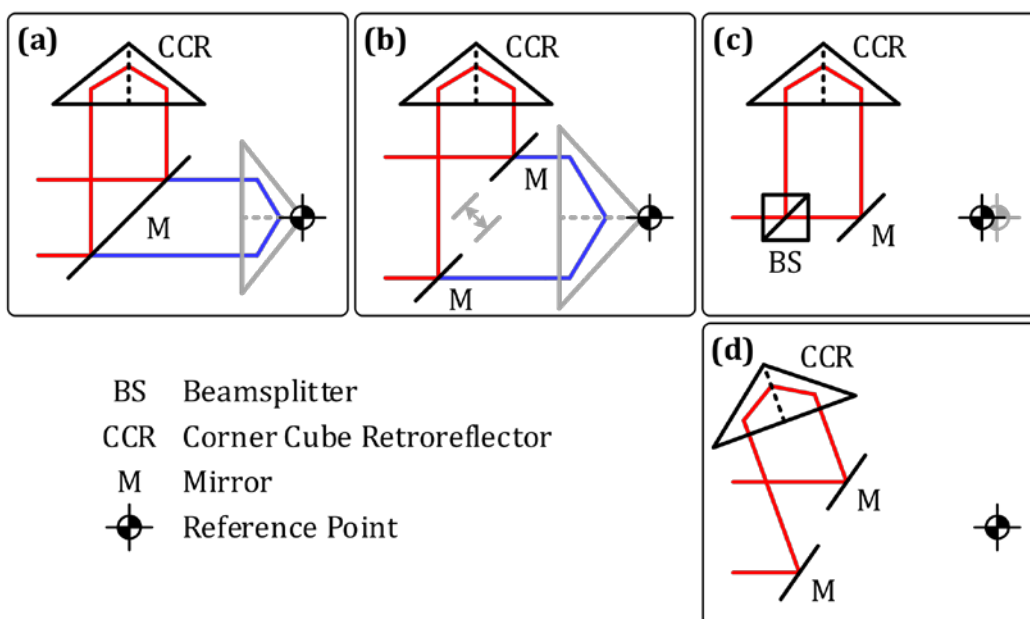 (a)
CCR
M
(b)
CCR
M
M
(c)
CCR
M
BS
(d)
CCR
M
M
BS Beamsplitter
CCR Corner Cube Retroreflector
M Mirror
Reference Point